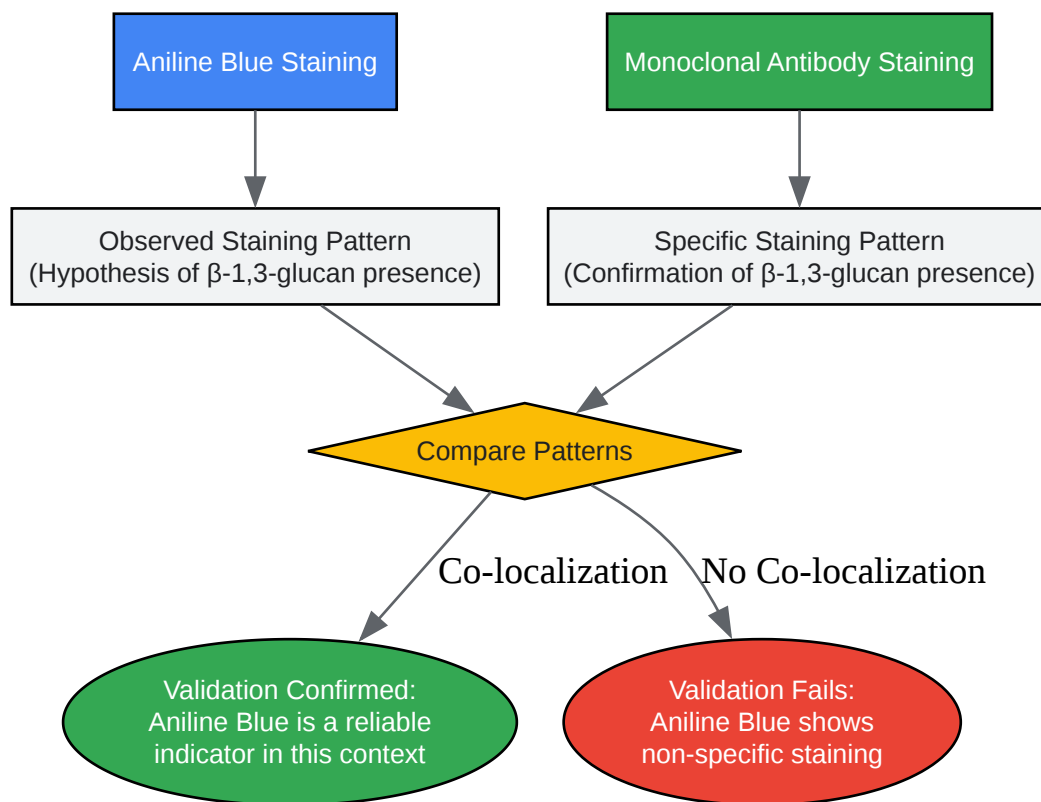 Aniline Blue Staining
Monoclonal Antibody Staining
Observed Staining Pattern
(Hypothesis of β-1,3-glucan presence)
Specific Staining Pattern
(Confirmation of β-1,3-glucan presence)
Compare Patterns
Co-localization
No Co-localization
Validation Confirmed:
Aniline Blue is a reliable
indicator in this context
Validation Fails:
Aniline Blue shows
non-specific staining